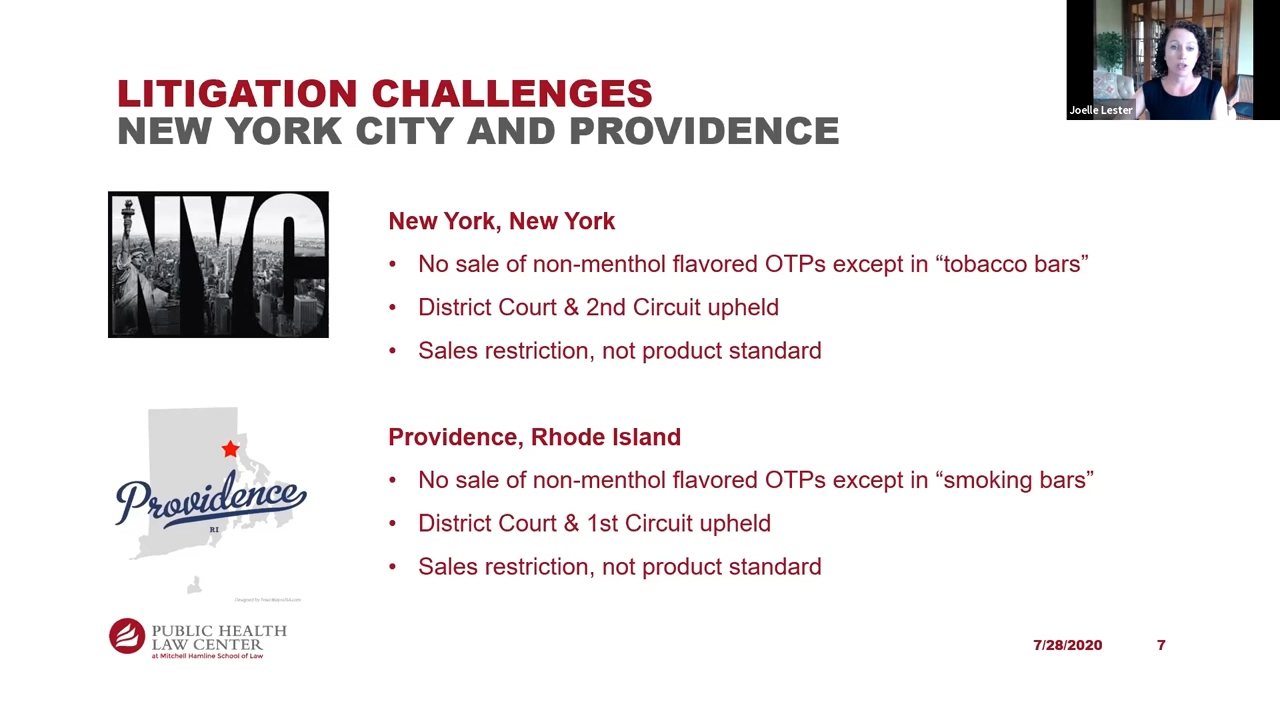 Joelle Lester
LITIGATION CHALLENGES
NEW YORK CITY AND PROVIDENCE
NYC
New York, New York
• No sale of non-menthol flavored OTPs except in “tobacco bars”
• District Court & 2nd Circuit upheld
• Sales restriction, not product standard
Providence
RI
Providence, Rhode Island
• No sale of non-menthol flavored OTPs except in “smoking bars”
• District Court & 1st Circuit upheld
• Sales restriction, not product standard
PUBLIC HEALTH
LAW CENTER
at Mitchell Hamline School of Law
7/28/2020 7